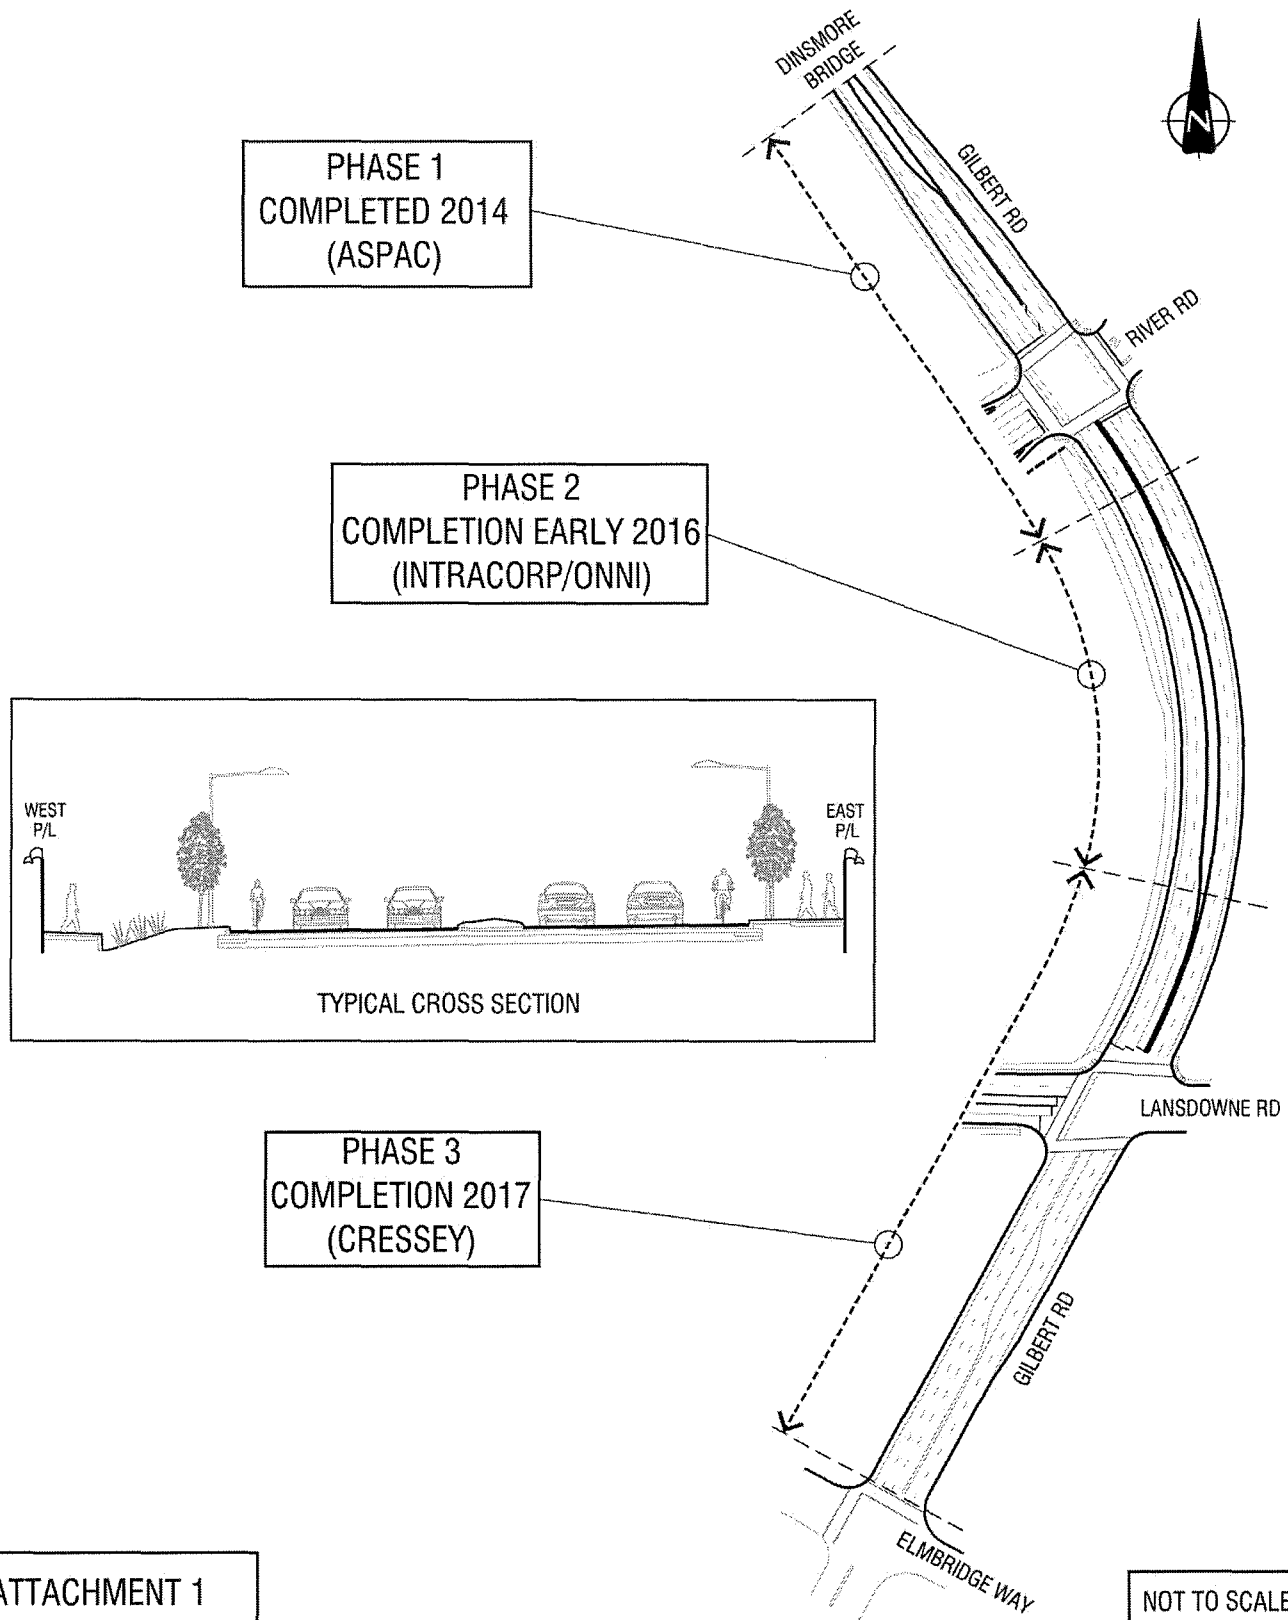 DINSMORE
BRIDGE
N
GILBERT RD
RIVER RD
PHASE 1
COMPLETED 2014
(ASPAC)
PHASE 2
COMPLETION EARLY 2016
(INTRACORP/ONNI)
WEST
P/L
EAST
P/L
TYPICAL CROSS SECTION
LANSDOWNE RD
PHASE 3
COMPLETION 2017
(CRESSEY)
GILBERT RD
ELMBRIDGE WAY
ATTACHMENT 1
NOT TO SCALE